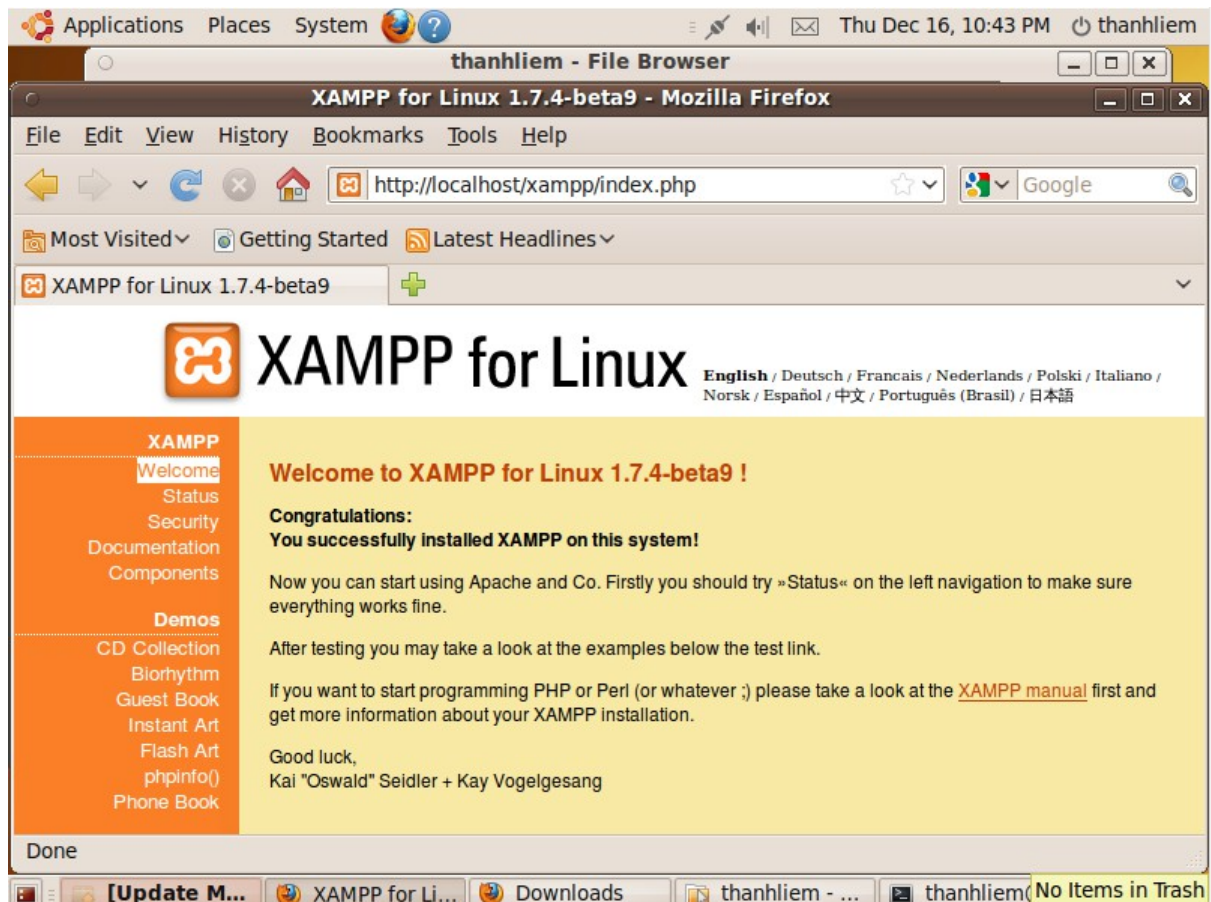 Applications Places System Thu Dec 16, 10:43 PM thanhliem
thanhliem - File Browser
XAMPP for Linux 1.7.4-beta9 - Mozilla Firefox
File Edit View History Bookmarks Tools Help
http://localhost/xampp/index.php Google
Most Visited Getting Started Latest Headlines
XAMPP for Linux 1.7.4-beta9
XAMPP for Linux
English / Deutsch / Francais / Nederlands / Polski / Italiano /
Norsk / Español / 中文 / Português (Brasil) / 日本語
XAMPP
Welcome
Status
Security
Documentation
Components
Demos
CD Collection
Biorhythm
Guest Book
Instant Art
Flash Art
phpinfo()
Phone Book
Welcome to XAMPP for Linux 1.7.4-beta9 !
Congratulations:
You successfully installed XAMPP on this system!
Now you can start using Apache and Co. Firstly you should try »Status« on the left navigation to make sure
everything works fine.
After testing you may take a look at the examples below the test link.
If you want to start programming PHP or Perl (or whatever ;) please take a look at the XAMPP manual first and
get more information about your XAMPP installation.
Good luck,
Kai "Oswald" Seidler + Kay Vogelgesang
Done
[Update M... XAMPP for Li... Downloads thanhliem - ... thanhliem( No Items in Trash